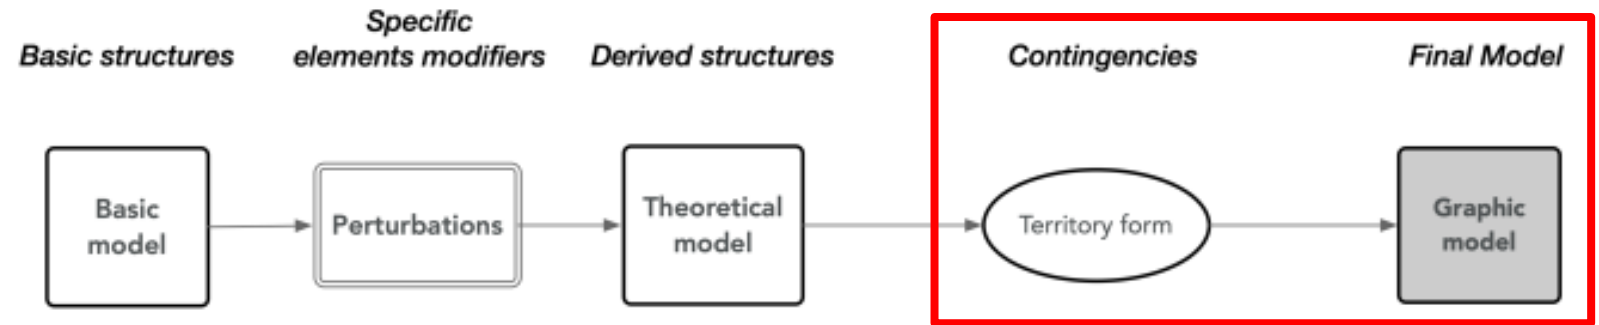 Basic structures
Specific
elements modifiers
Derived structures
Contingencies
Final Model
Basic
model
Perturbations
Theoretical
model
Territory form
Graphic
model